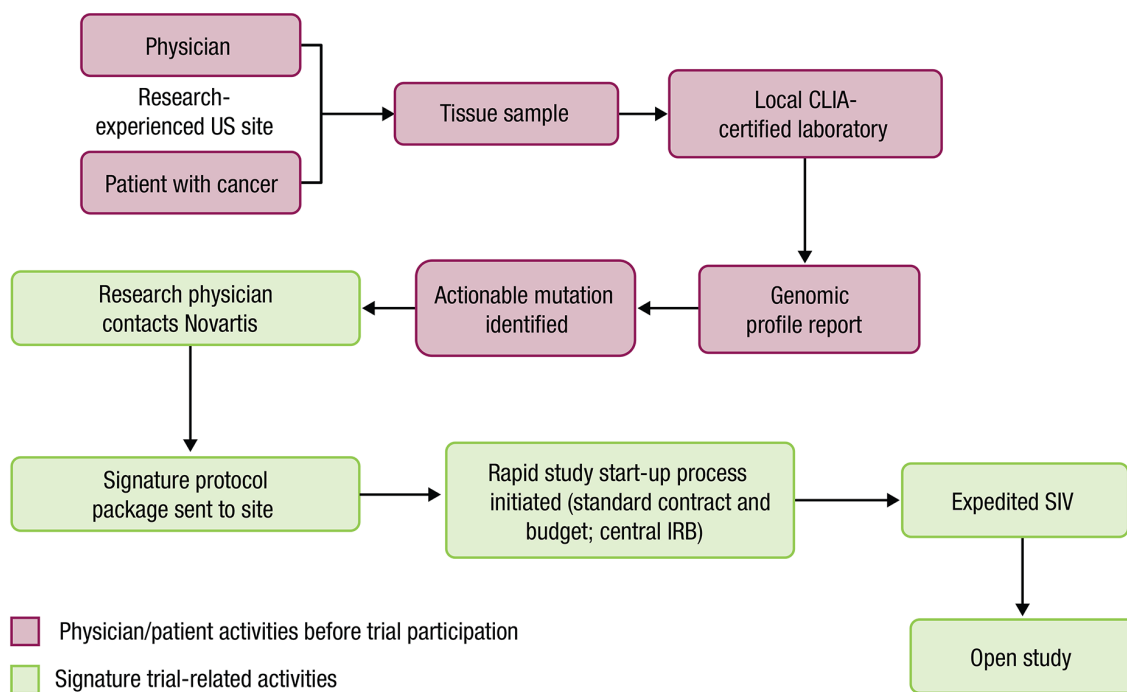 Physician
Research-
experienced US site
Patient with cancer
Tissue sample
Local CLIA-
certified laboratory
Genomic
profile report
Actionable mutation
identified
Research physician
contacts Novartis
Signature protocol
package sent to site
Rapid study start-up process
initiated (standard contract and
budget; central IRB)
Expedited SIV
Open study
Physician/patient activities before trial participation
Signature trial-related activities